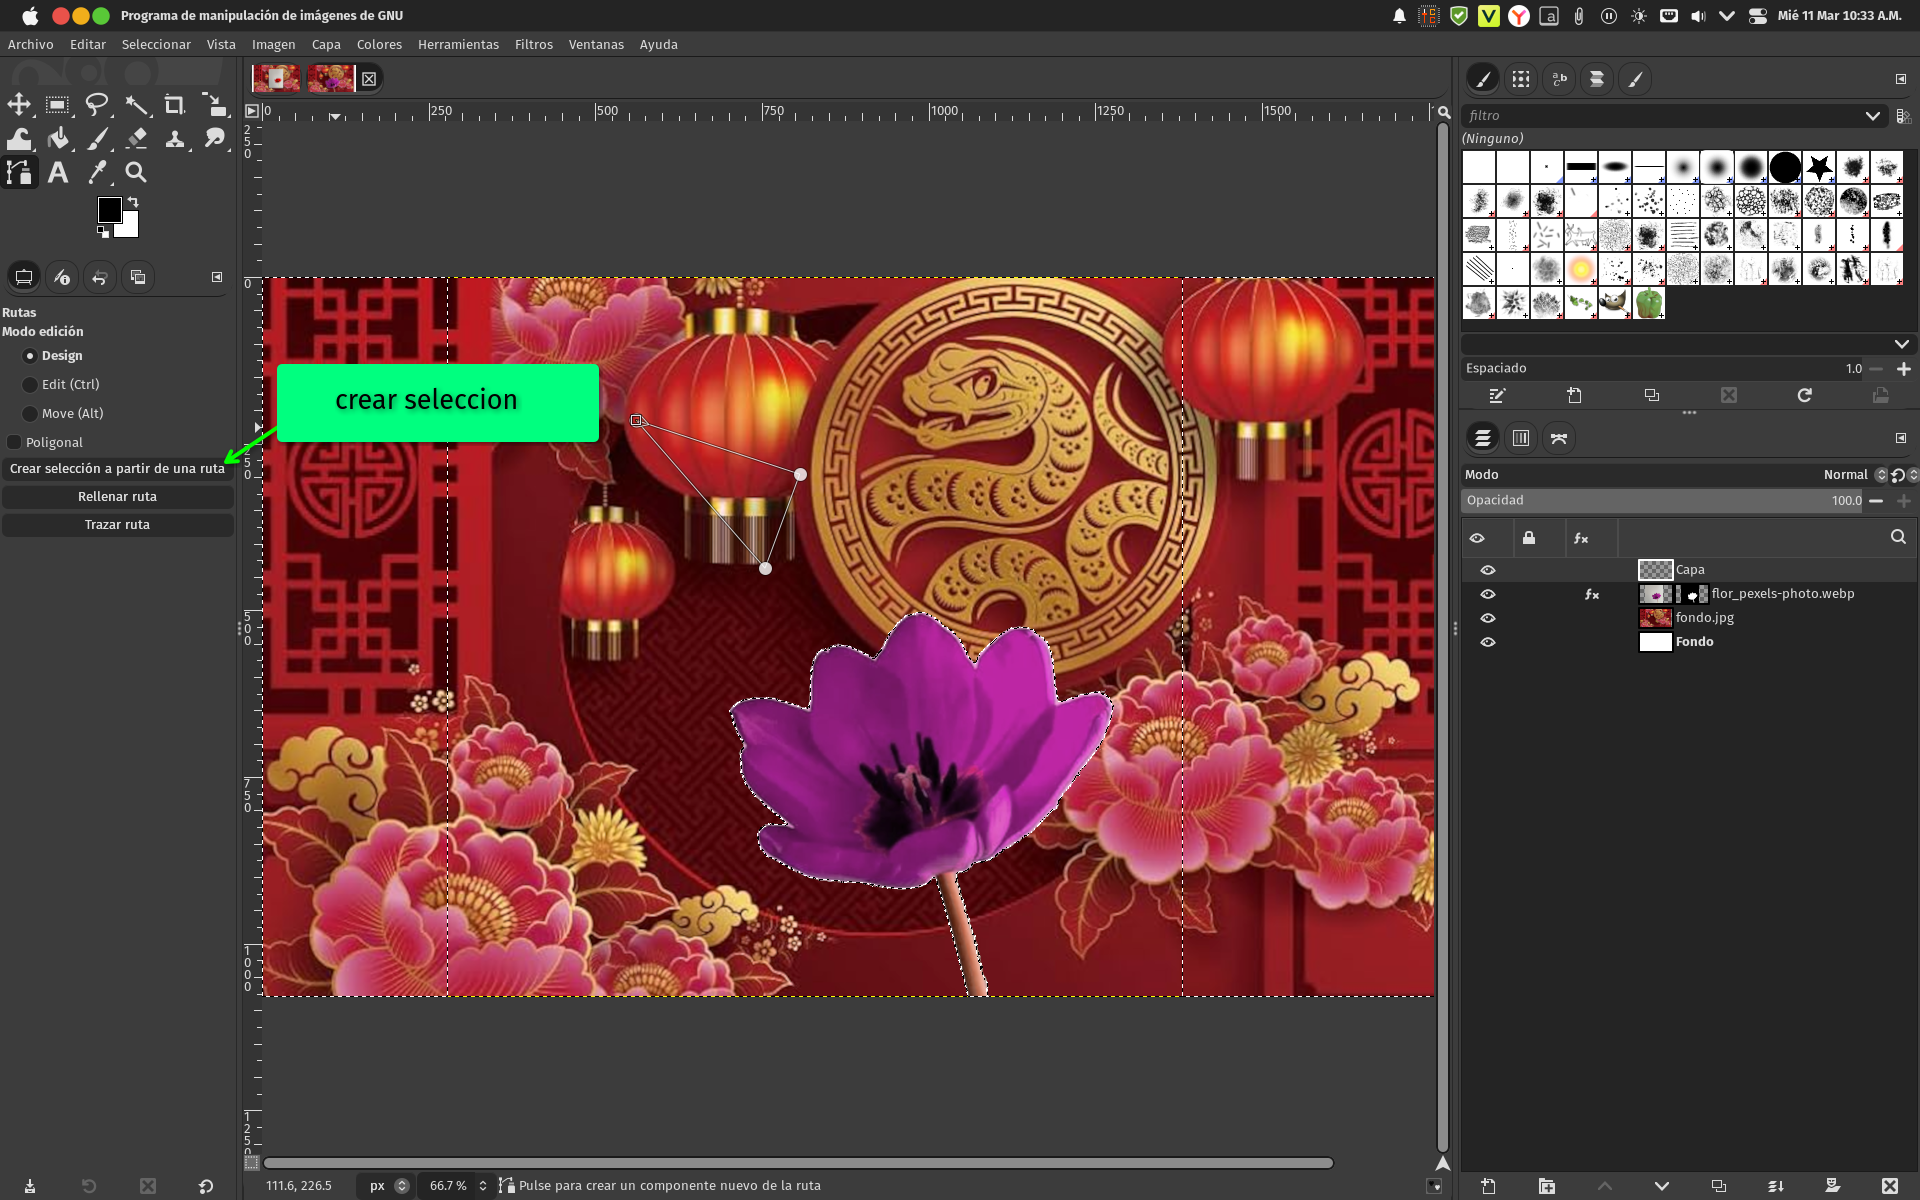 Programa de manipulación de imágenes de GNU
Mié 11 Mar 10:33 A.M.
Archivo Editar Seleccionar Vista Imagen Capa Colores Herramientas Filtros Ventanas Ayuda
0 250 500 750 1000 1250 1500
filtro
(Ninguno)
Rutas
Modo edición
Design
Edit (Ctrl)
Move (Alt)
Poligonal
Crear selección a partir de una ruta
Rellenar ruta
Trazar ruta
crear seleccion
Espaciado 1.0
Modo Normal
Opacidad 100.0
fx
Capa
fx flor_pexels-photo.webp
fondo.jpg
Fondo
111.6, 226.5 px 66.7 % Pulse para crear un componente nuevo de la ruta